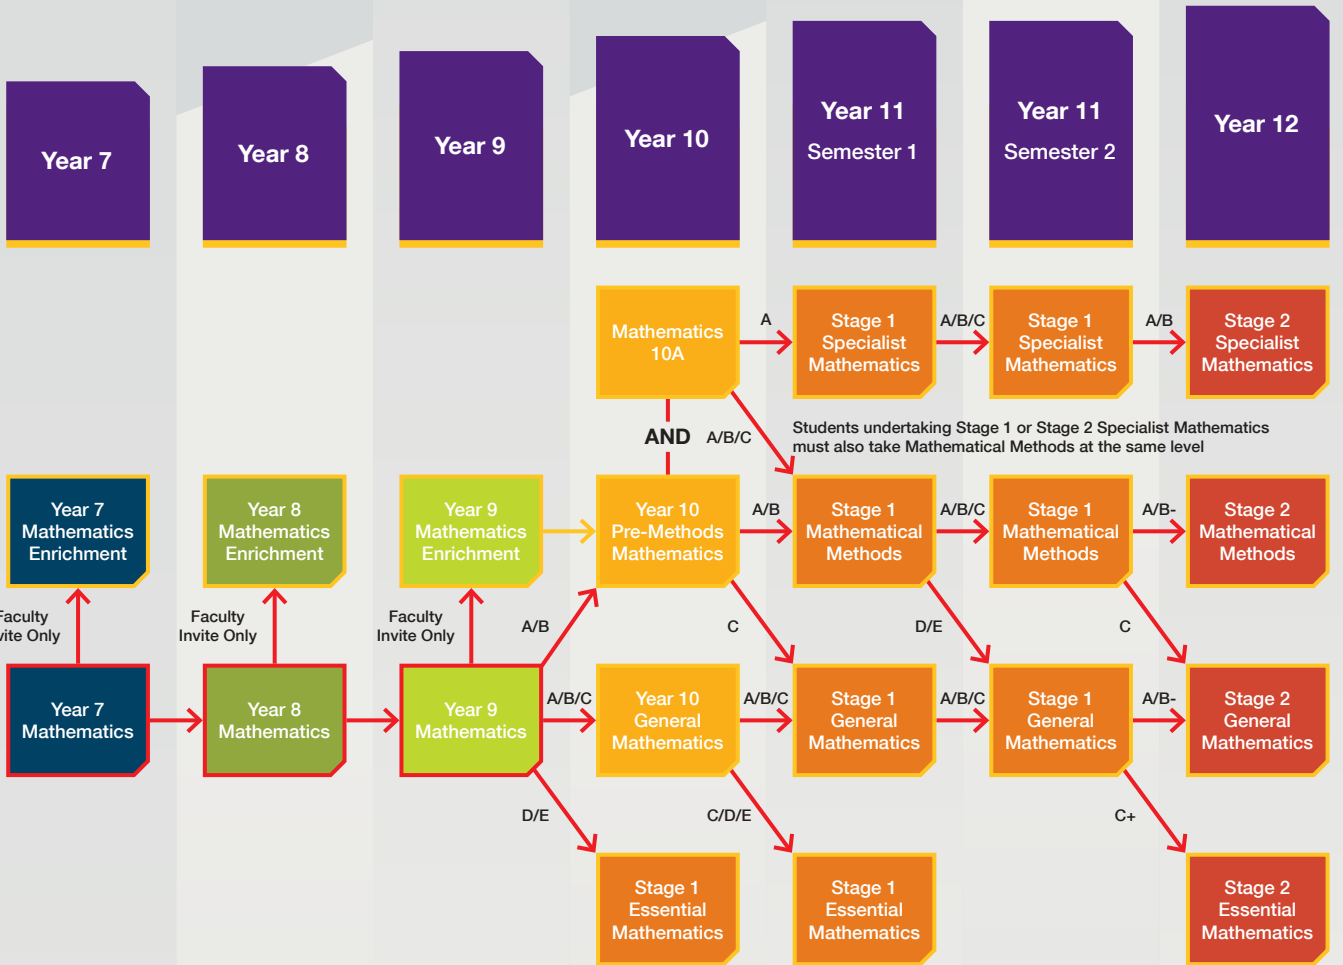 Year 7
Year 8
Year 9
Year 10
Year 11
Semester 1
Year 11
Semester 2
Year 12
Mathematics
10A
A
Stage 1
Specialist
Mathematics
A/B/C
Stage 1
Specialist
Mathematics
A/B
Stage 2
Specialist
Mathematics
AND
A/B/C
Students undertaking Stage 1 or Stage 2 Specialist Mathematics
must also take Mathematical Methods at the same level
Year 7
Mathematics
Enrichment
Year 8
Mathematics
Enrichment
Year 9
Mathematics
Enrichment
Year 10
Pre-Methods
Mathematics
A/B
Stage 1
Mathematical
Methods
A/B/C
Stage 1
Mathematical
Methods
A/B-
Stage 2
Mathematical
Methods
Faculty
vite Only
Faculty
Invite Only
Faculty
Invite Only
A/B
C
D/E
C
Year 7
Mathematics
Year 8
Mathematics
Year 9
Mathematics
A/B/C
Year 10
General
Mathematics
A/B/C
Stage 1
General
Mathematics
A/B/C
Stage 1
General
Mathematics
A/B-
Stage 2
General
Mathematics
D/E
C/D/E
C+
Stage 1
Essential
Mathematics
Stage 1
Essential
Mathematics
Stage 2
Essential
Mathematics